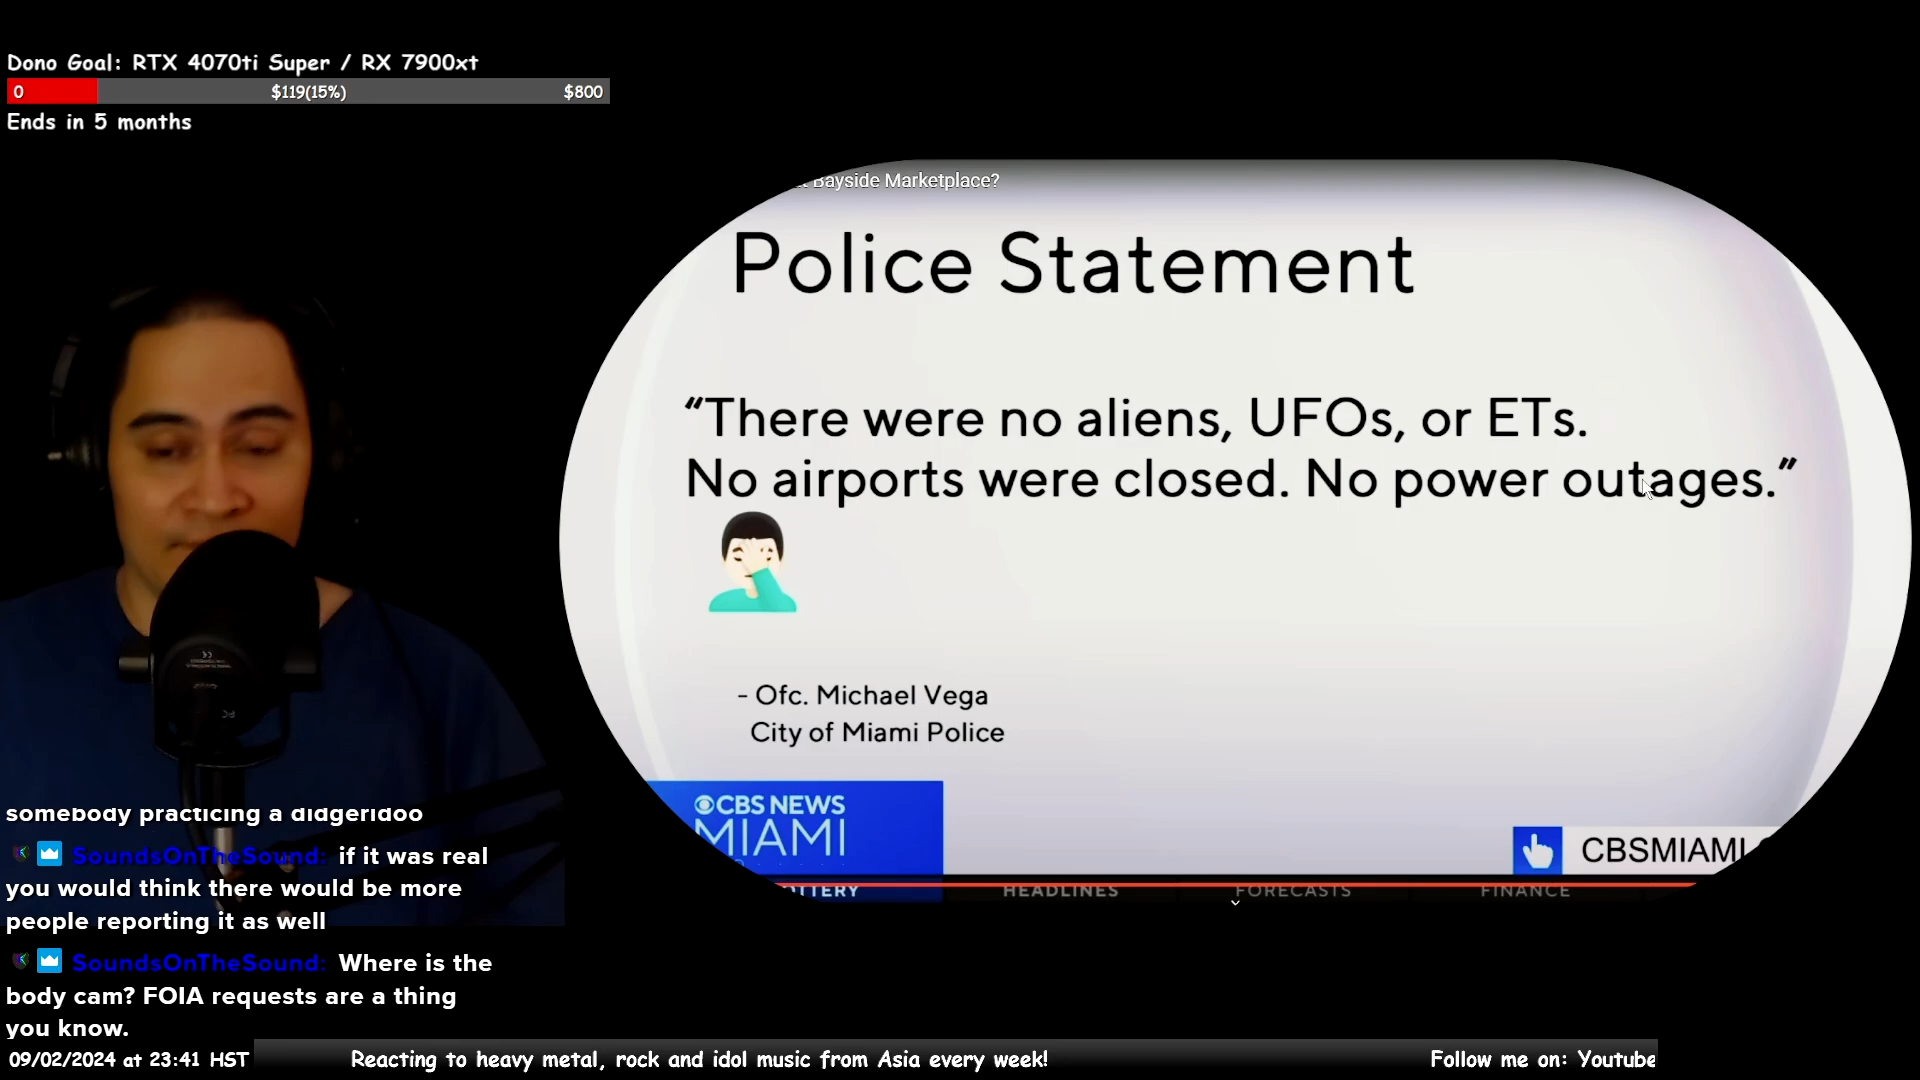 Dono Goal: RTX 4070ti Super / RX 7900xt
0 $119(15%) $800
Ends in 5 months
Bayside Marketplace?
Police Statement
“There were no aliens, UFOs, or ETs.
No airports were closed. No power outages.”
- Ofc. Michael Vega
City of Miami Police
CBS NEWS
MIAMI
CBSMIAMI
HEADLINES FORECASTS FINANCE
somebody practicing a didgeridoo
SoundsOnTheSound: if it was real
you would think there would be more
people reporting it as well
SoundsOnTheSound: Where is the
body cam? FOIA requests are a thing
you know.
09/02/2024 at 23:41 HST Reacting to heavy metal, rock and idol music from Asia every week! Follow me on: Youtube